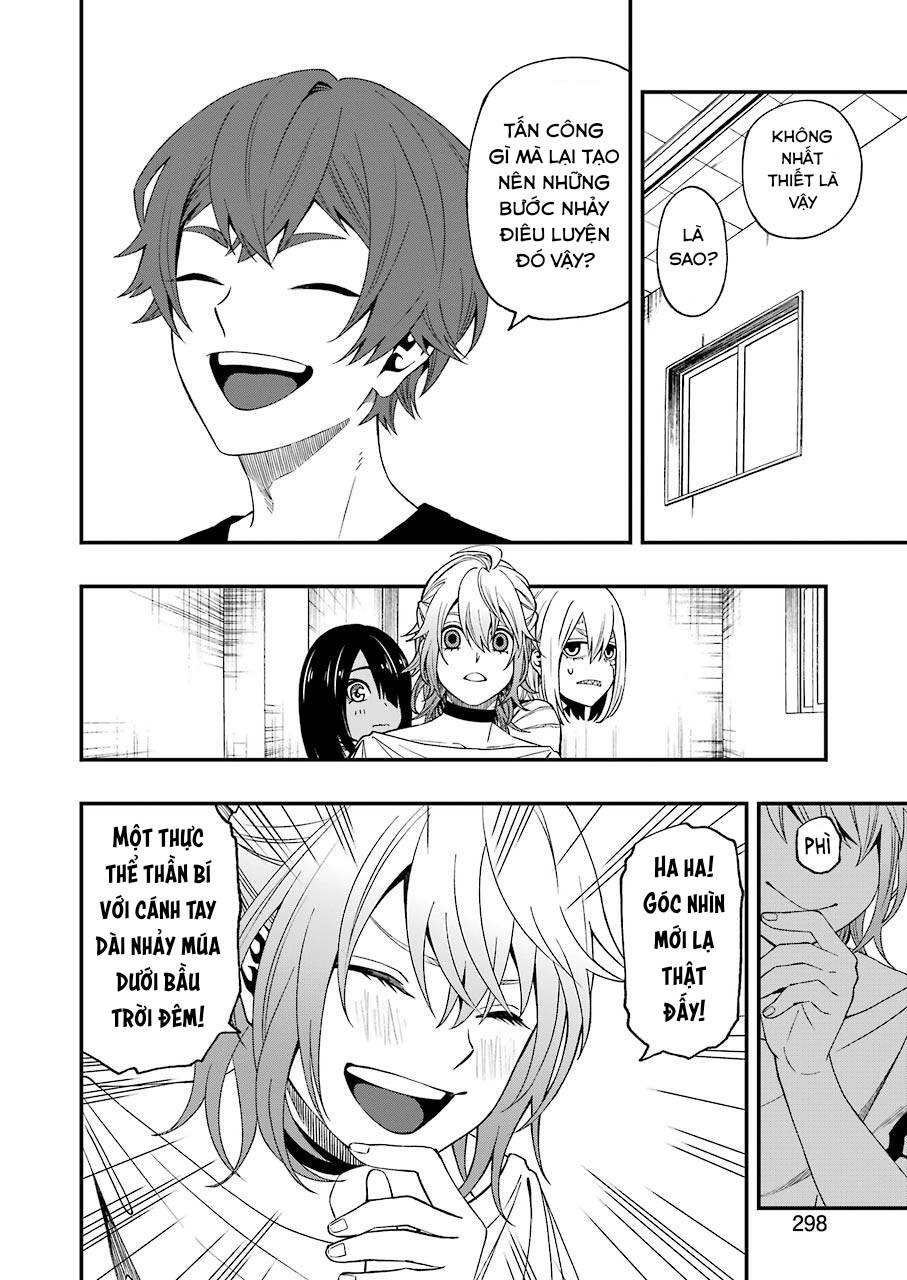 KHÔNG
NHẤT
THIẾT LÀ
VẬY
LÀ
SAO?
TẤN CÔNG
GÌ MÀ LẠI TẠO
NÊN NHỮNG
BƯỚC NHẢY
ĐIÊU LUYỆN
ĐÓ VẬY?
PHÌ
HA HA!
GÓC NHÌN
MỚI LẠ
THẬT
ĐẤY!
MỘT THỰC
THỂ THẦN BÍ
VỚI CÁNH TAY
DÀI NHẢY MÚA
DƯỚI BẦU
TRỜI ĐÊM!
298